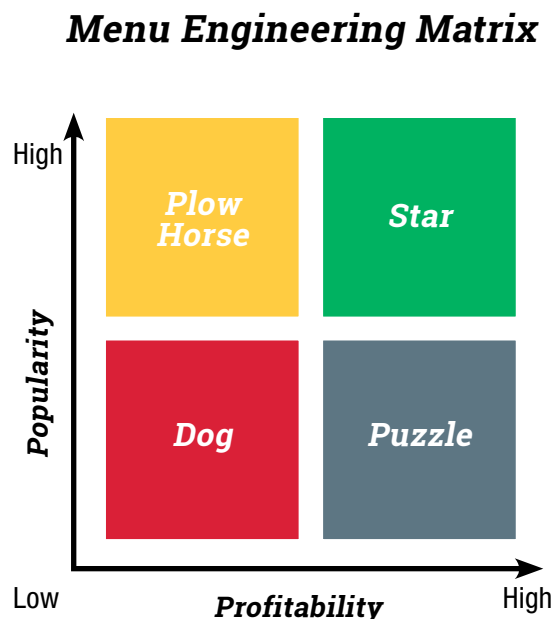 Menu Engineering Matrix
High
Plow
Horse
Star
Popularity
Dog
Puzzle
Low
Profitability
High